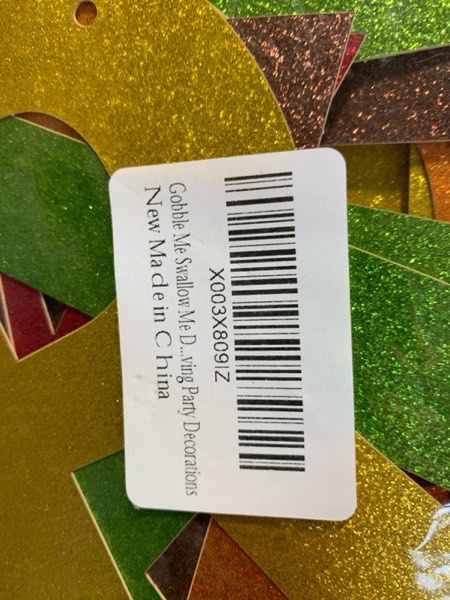 X003X809IZ
Gobble Me Swallow Me D...ving Party Decorations
New Made in China